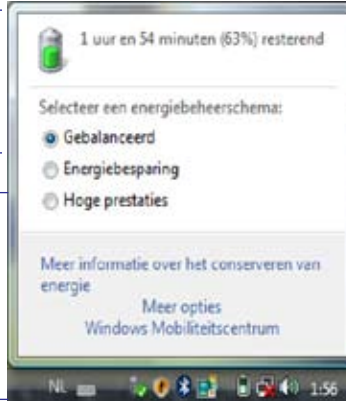 1 uur en 54 minuten (63%) resterend
Selecteer een energiebeheerschema:
Gebalanceerd
Energiebesparing
Hoge prestaties
Meer informatie over het conserveren van
energie
Meer opties
Windows Mobiliteitscentrum
NL 1:56